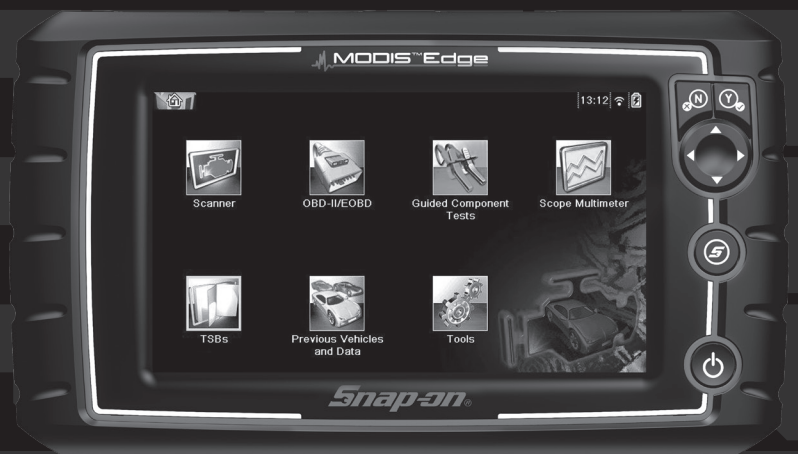 MODIS™ Edge
13:12
N
Y
Scanner
OBD-II/EOBD
Guided Component
Tests
Scope Multimeter
S
TSBs
Previous Vehicles
and Data
Tools
Snap-on®